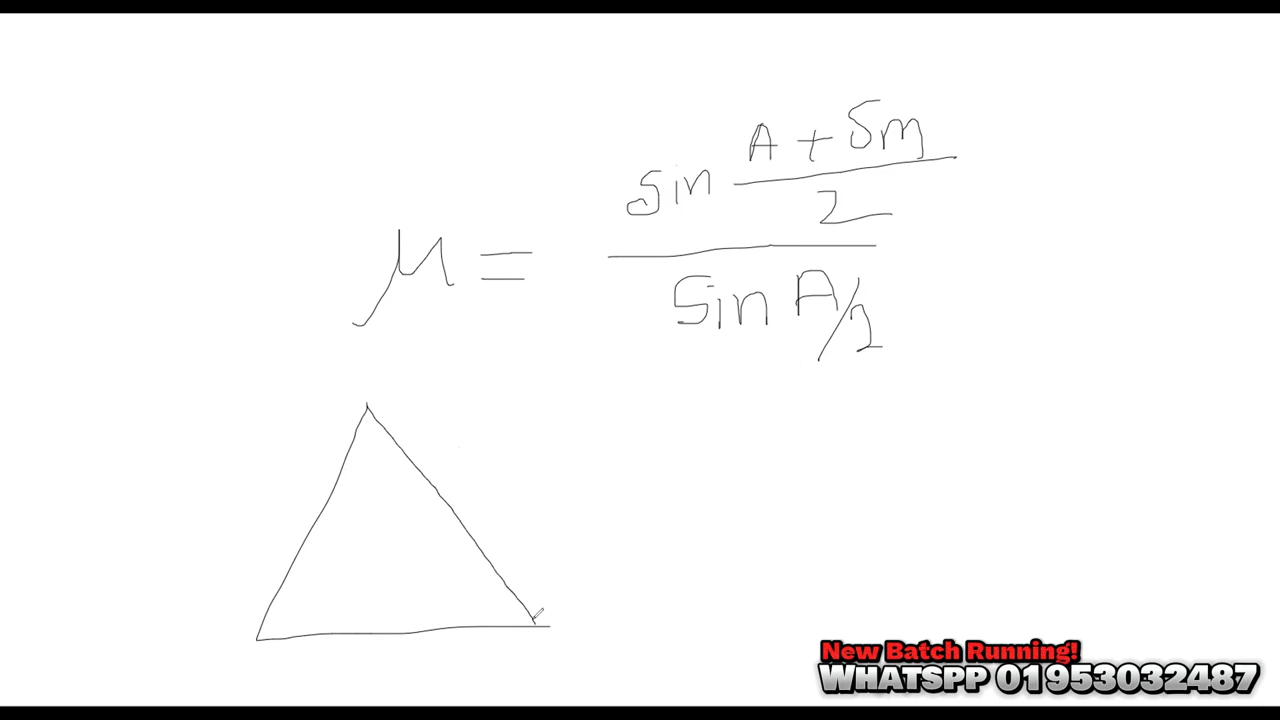 μ = sin (A + δm)/2 / sin A/2
New Batch Running!
WHATSPP 01953032487